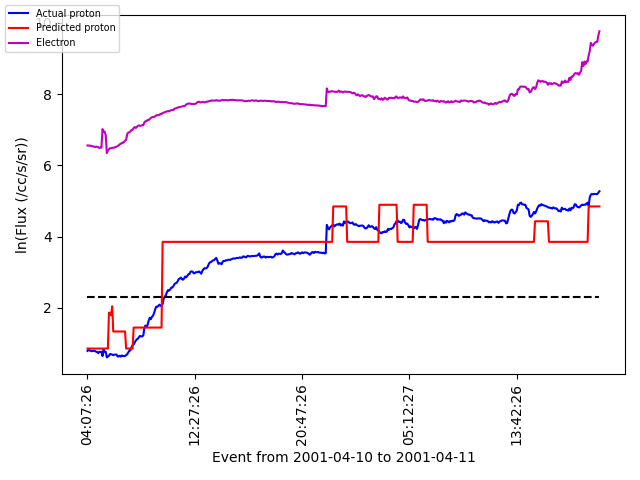 Actual proton
Predicted proton
Electron
8
6
4
2
ln(Flux (/cc/s/sr))
04:07:26
12:27:26
20:47:26
05:12:27
13:42:26
Event from 2001-04-10 to 2001-04-11